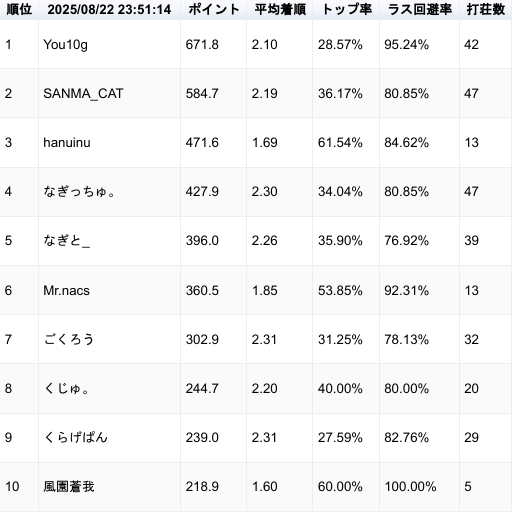 順位 2025/08/22 23:51:14 ポイント 平均着順 トップ率 ラス回避率 打荘数
1 You10g 671.8 2.10 28.57% 95.24% 42
2 SANMA_CAT 584.7 2.19 36.17% 80.85% 47
3 hanuinu 471.6 1.69 61.54% 84.62% 13
4 なぎっちゅ。 427.9 2.30 34.04% 80.85% 47
5 なぎと_ 396.0 2.26 35.90% 76.92% 39
6 Mr.nacs 360.5 1.85 53.85% 92.31% 13
7 ごくろう 302.9 2.31 31.25% 78.13% 32
8 くじゅ。 244.7 2.20 40.00% 80.00% 20
9 くらげぱん 239.0 2.31 27.59% 82.76% 29
10 風園蒼我 218.9 1.60 60.00% 100.00% 5